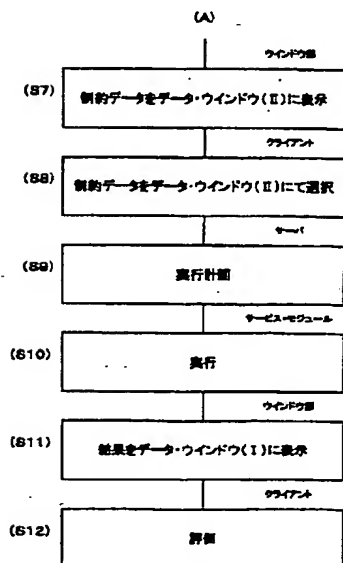 (A)
ウインドウ部
(S7)
制約データをデータ・ウインドウ(Ⅱ)に表示
クライアント
(S8)
制約データをデータ・ウインドウ(Ⅱ)にて選択
サーバ
(S9)
実行計画
サービス・モジュール
(S10)
実行
ウインドウ部
(S11)
結果をデータ・ウインドウ(Ⅰ)に表示
クライアント
(S12)
評価